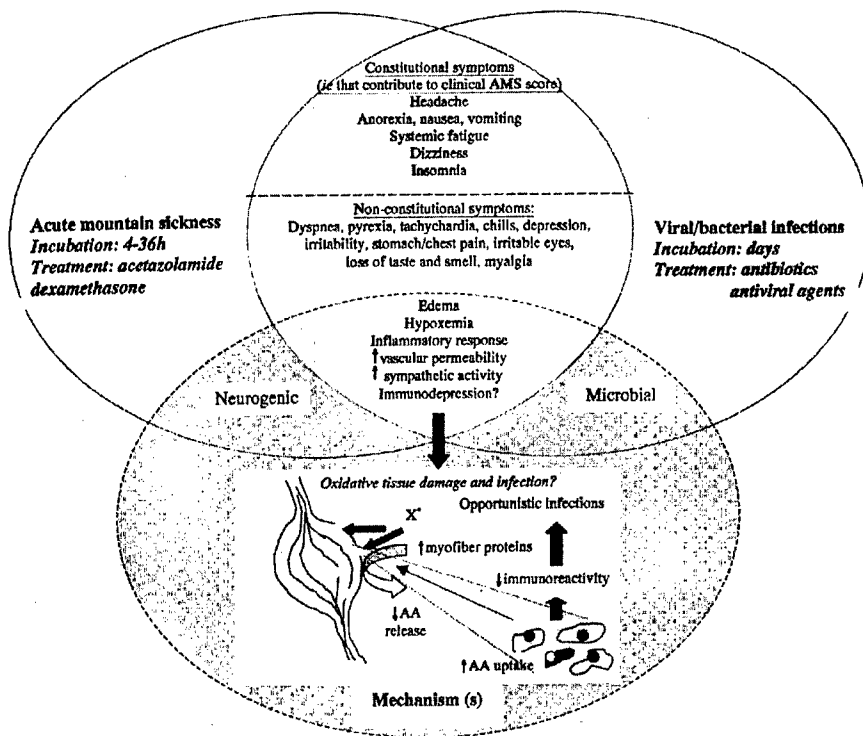 Constitutional symptoms
(ie that contribute to clinical AMS score)
Headache
Anorexia, nausea, vomiting
Systemic fatigue
Dizziness
Insomnia
Acute mountain sickness
Incubation: 4-36h
Treatment: acetazolamide
dexamethasone
Non-constitutional symptoms:
Dyspnea, pyrexia, tachychardia, chills, depression,
irritability, stomach/chest pain, irritable eyes,
loss of taste and smell, myalgia
Viral/bacterial infections
Incubation: days
Treatment: antibiotics
antiviral agents
Edema
Hypoxemia
Inflammatory response
↑vascular permeability
↑ sympathetic activity
Immunodepression?
Neurogenic
Microbial
Oxidative tissue damage and infection?
Opportunistic infections
X•
↑myofiber proteins
↓immunoreactivity
↓AA
release
↑AA uptake
Mechanism (s)